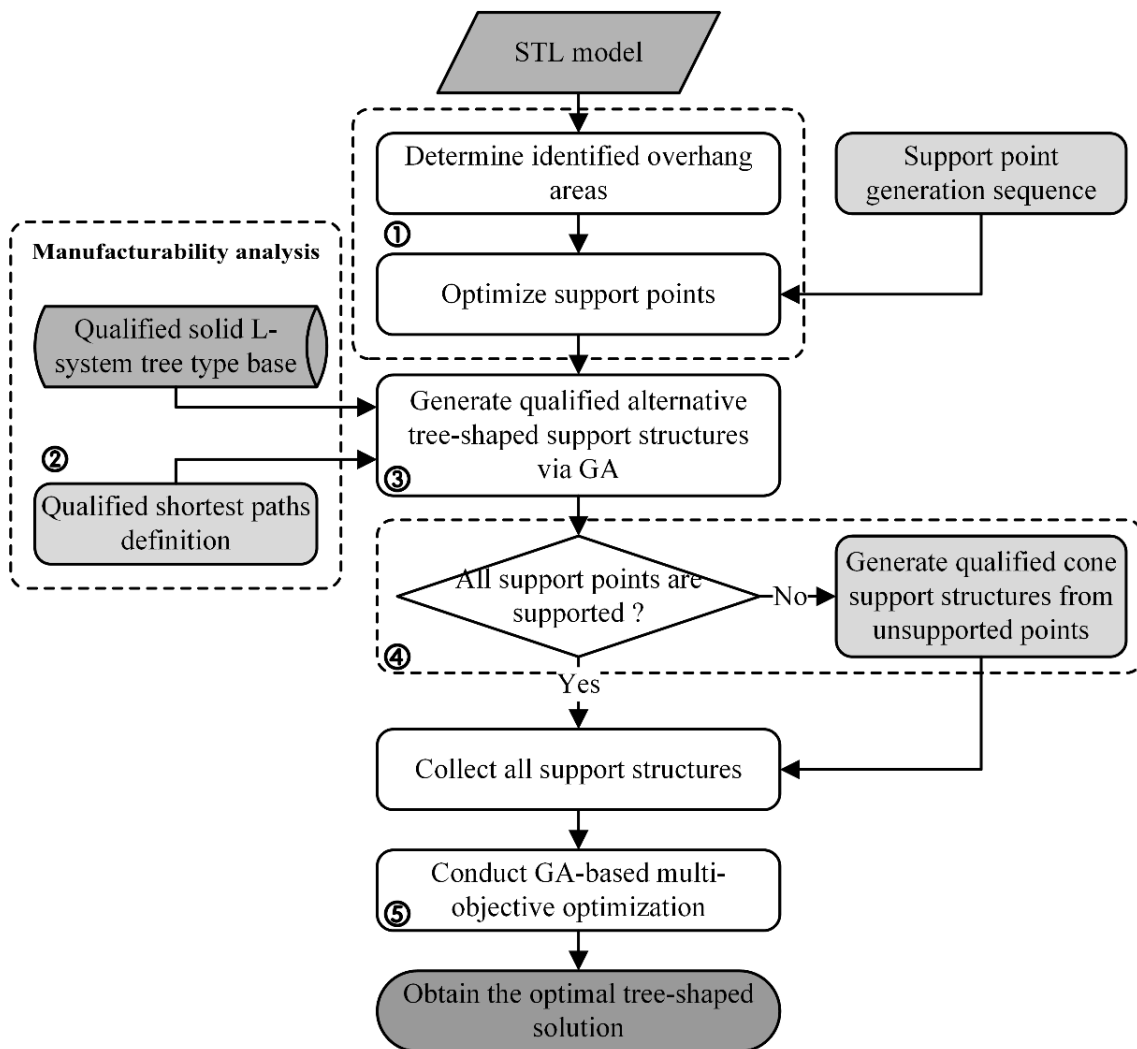 STL model
Determine identified overhang
areas
Support point
generation sequence
①
Optimize support points
Manufacturability analysis
Qualified solid L-
system tree type base
②
Qualified shortest paths
definition
Generate qualified alternative
tree-shaped support structures
via GA
③
All support points are
supported ?
No
Generate qualified cone
support structures from
unsupported points
④
Yes
Collect all support structures
Conduct GA-based multi-
objective optimization
⑤
Obtain the optimal tree-shaped
solution